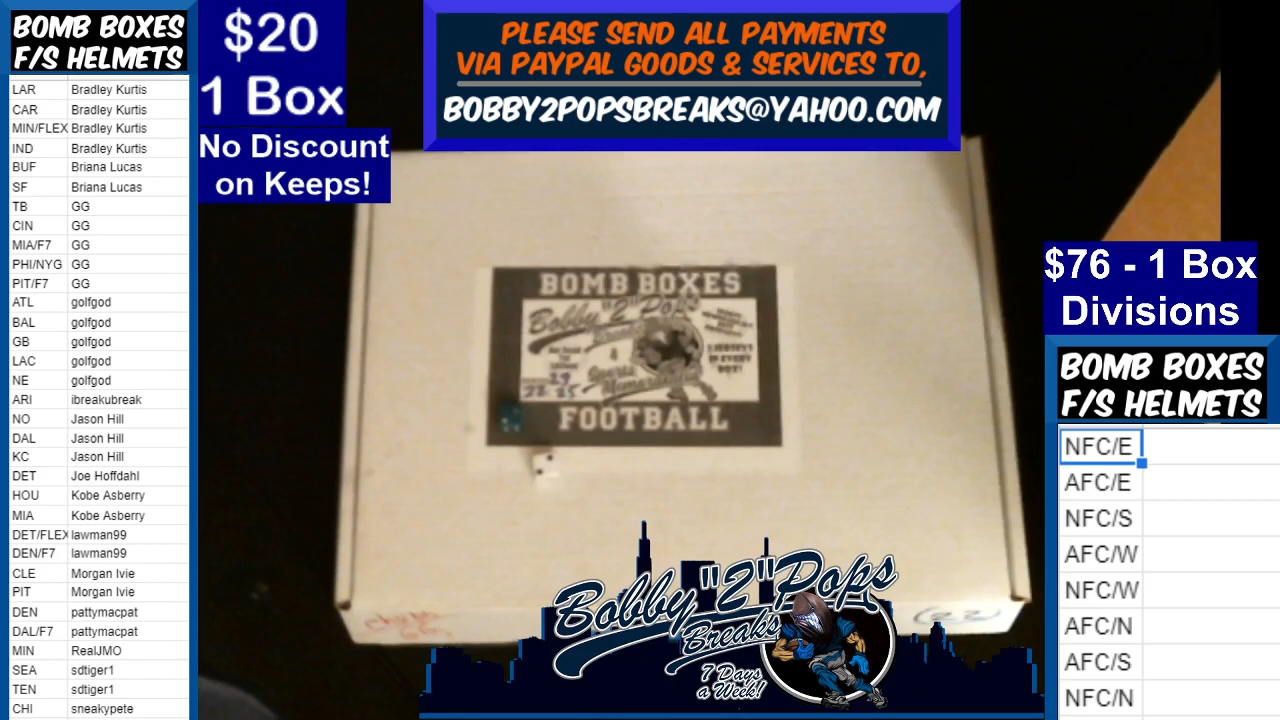 BOMB BOXES
F/S HELMETS
LAR Bradley Kurtis
CAR Bradley Kurtis
MIN/FLEX Bradley Kurtis
IND Bradley Kurtis
BUF Briana Lucas
SF Briana Lucas
TB GG
CIN GG
MIA/F7 GG
PHI/NYG GG
PIT/F7 GG
ATL golfgod
BAL golfgod
GB golfgod
LAC golfgod
NE golfgod
ARI ibreakubreak
NO Jason Hill
DAL Jason Hill
KC Jason Hill
DET Joe Hoffdahl
HOU Kobe Asberry
MIA Kobe Asberry
DET/FLEX lawman99
DEN/F7 lawman99
CLE Morgan Ivie
PIT Morgan Ivie
DEN pattymacpat
DAL/F7 pattymacpat
MIN RealJMO
SEA sdtiger1
TEN sdtiger1
CHI sneakypete
$20
1 Box
No Discount
on Keeps!
PLEASE SEND ALL PAYMENTS
VIA PAYPAL GOODS & SERVICES TO,
BOBBY2POPSBREAKS@YAHOO.COM
BOMB BOXES
Bobby "2" Pops
FOOTBALL
(22)
Bobby "2" Pops
Breaks
7 Days
a Week!
$76 - 1 Box
Divisions
BOMB BOXES
F/S HELMETS
NFC/E
AFC/E
NFC/S
AFC/W
NFC/W
AFC/N
AFC/S
NFC/N